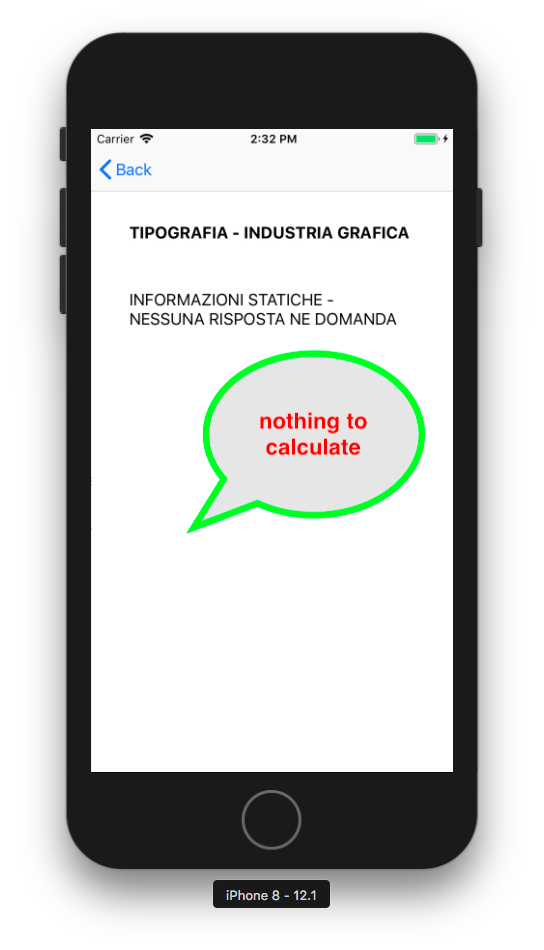 Carrier 2:32 PM
Back
TIPOGRAFIA - INDUSTRIA GRAFICA
INFORMAZIONI STATICHE -
NESSUNA RISPOSTA NE DOMANDA
nothing to
calculate
iPhone 8 - 12.1